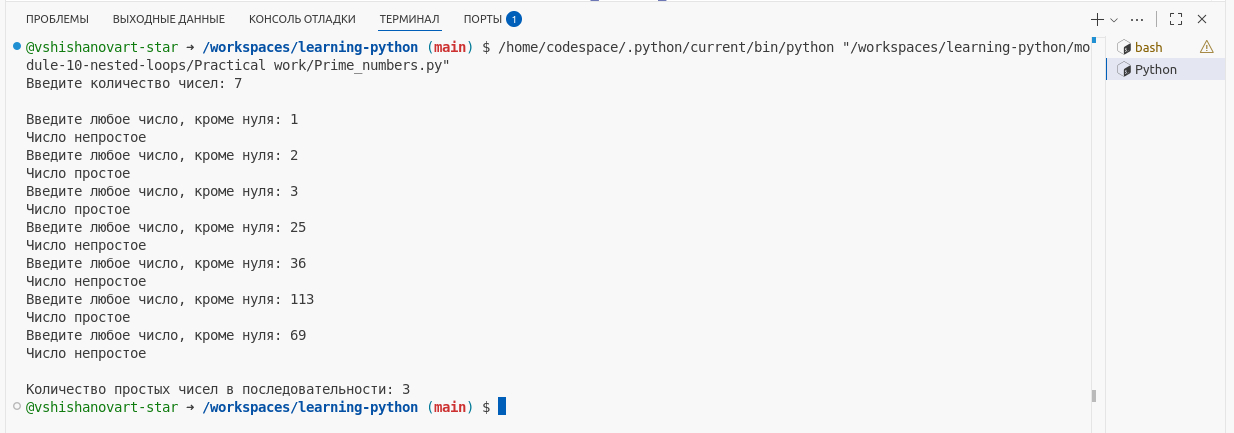 ПРОБЛЕМЫ ВЫХОДНЫЕ ДАННЫЕ КОНСОЛЬ ОТЛАДКИ ТЕРМИНАЛ ПОРТЫ 1
@vshishanovart-star → /workspaces/learning-python (main) $ /home/codespace/.python/current/bin/python "/workspaces/learning-python/mo
dule-10-nested-loops/Practical work/Prime_numbers.py"
Введите количество чисел: 7
Введите любое число, кроме нуля: 1
Число непростое
Введите любое число, кроме нуля: 2
Число простое
Введите любое число, кроме нуля: 3
Число простое
Введите любое число, кроме нуля: 25
Число непростое
Введите любое число, кроме нуля: 36
Число непростое
Введите любое число, кроме нуля: 113
Число простое
Введите любое число, кроме нуля: 69
Число непростое
Количество простых чисел в последовательности: 3
@vshishanovart-star → /workspaces/learning-python (main) $
bash
Python